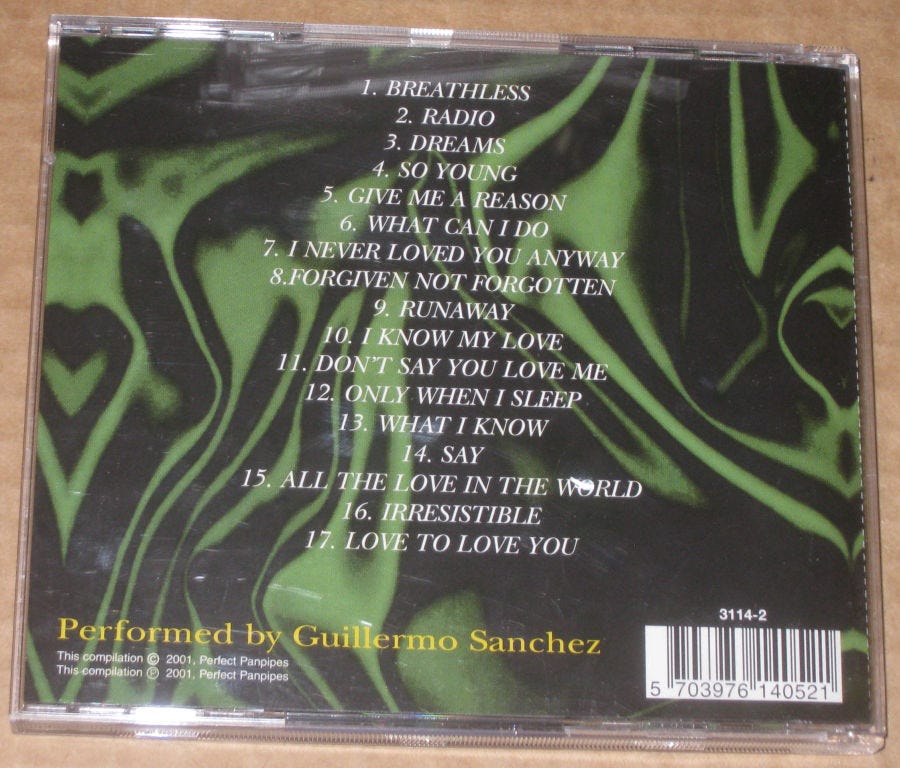 1. BREATHLESS
2. RADIO
3. DREAMS
4. SO YOUNG
5. GIVE ME A REASON
6. WHAT CAN I DO
7. I NEVER LOVED YOU ANYWAY
8.FORGIVEN NOT FORGOTTEN
9. RUNAWAY
10. I KNOW MY LOVE
11. DON'T SAY YOU LOVE ME
12. ONLY WHEN I SLEEP
13. WHAT I KNOW
14. SAY
15. ALL THE LOVE IN THE WORLD
16. IRRESISTIBLE
17. LOVE TO LOVE YOU
Performed by Guillermo Sanchez
This compilation © 2001, Perfect Panpipes
This compilation ℗ 2001, Perfect Panpipes
3114-2
5 703976 140521